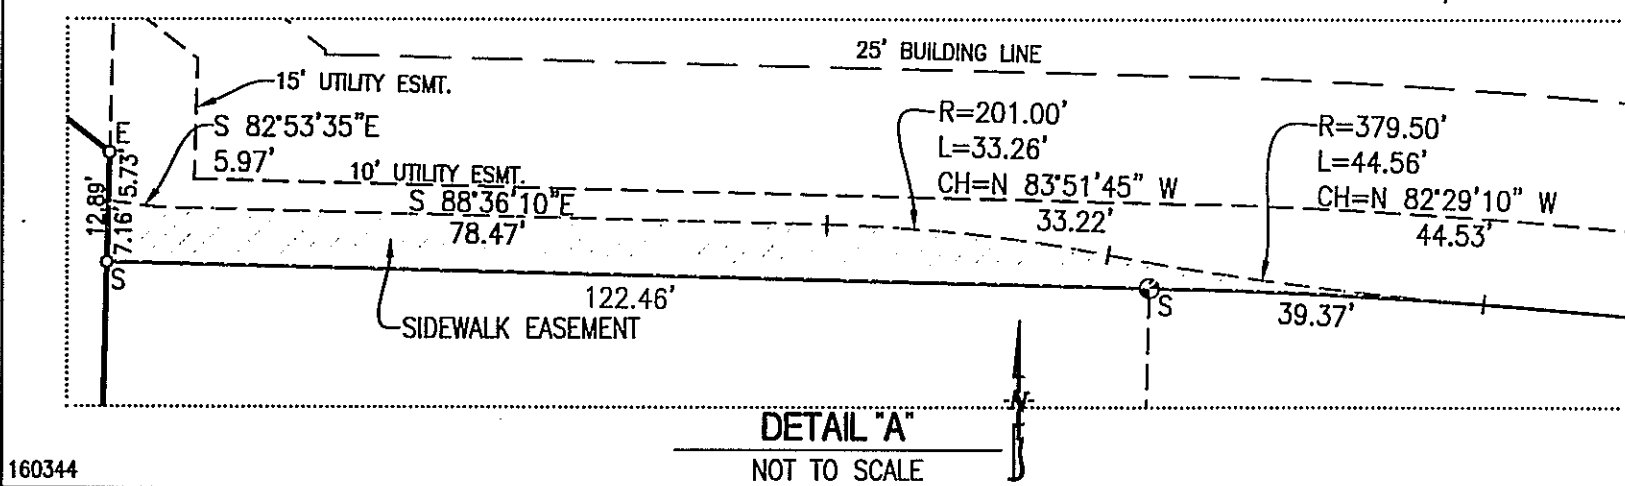 25' BUILDING LINE
15' UTILITY ESMT.
S 82°53'35"E
5.97'
R=201.00'
L=33.26'
CH=N 83°51'45" W
33.22'
R=379.50'
L=44.56'
CH=N 82°29'10" W
44.53'
E
12.89'
5.73'
7.16'
10' UTILITY ESMT.
S 88°36'10"E
78.47'
S
122.46'
S
39.37'
SIDEWALK EASEMENT
-N-
DETAIL "A"
NOT TO SCALE
160344